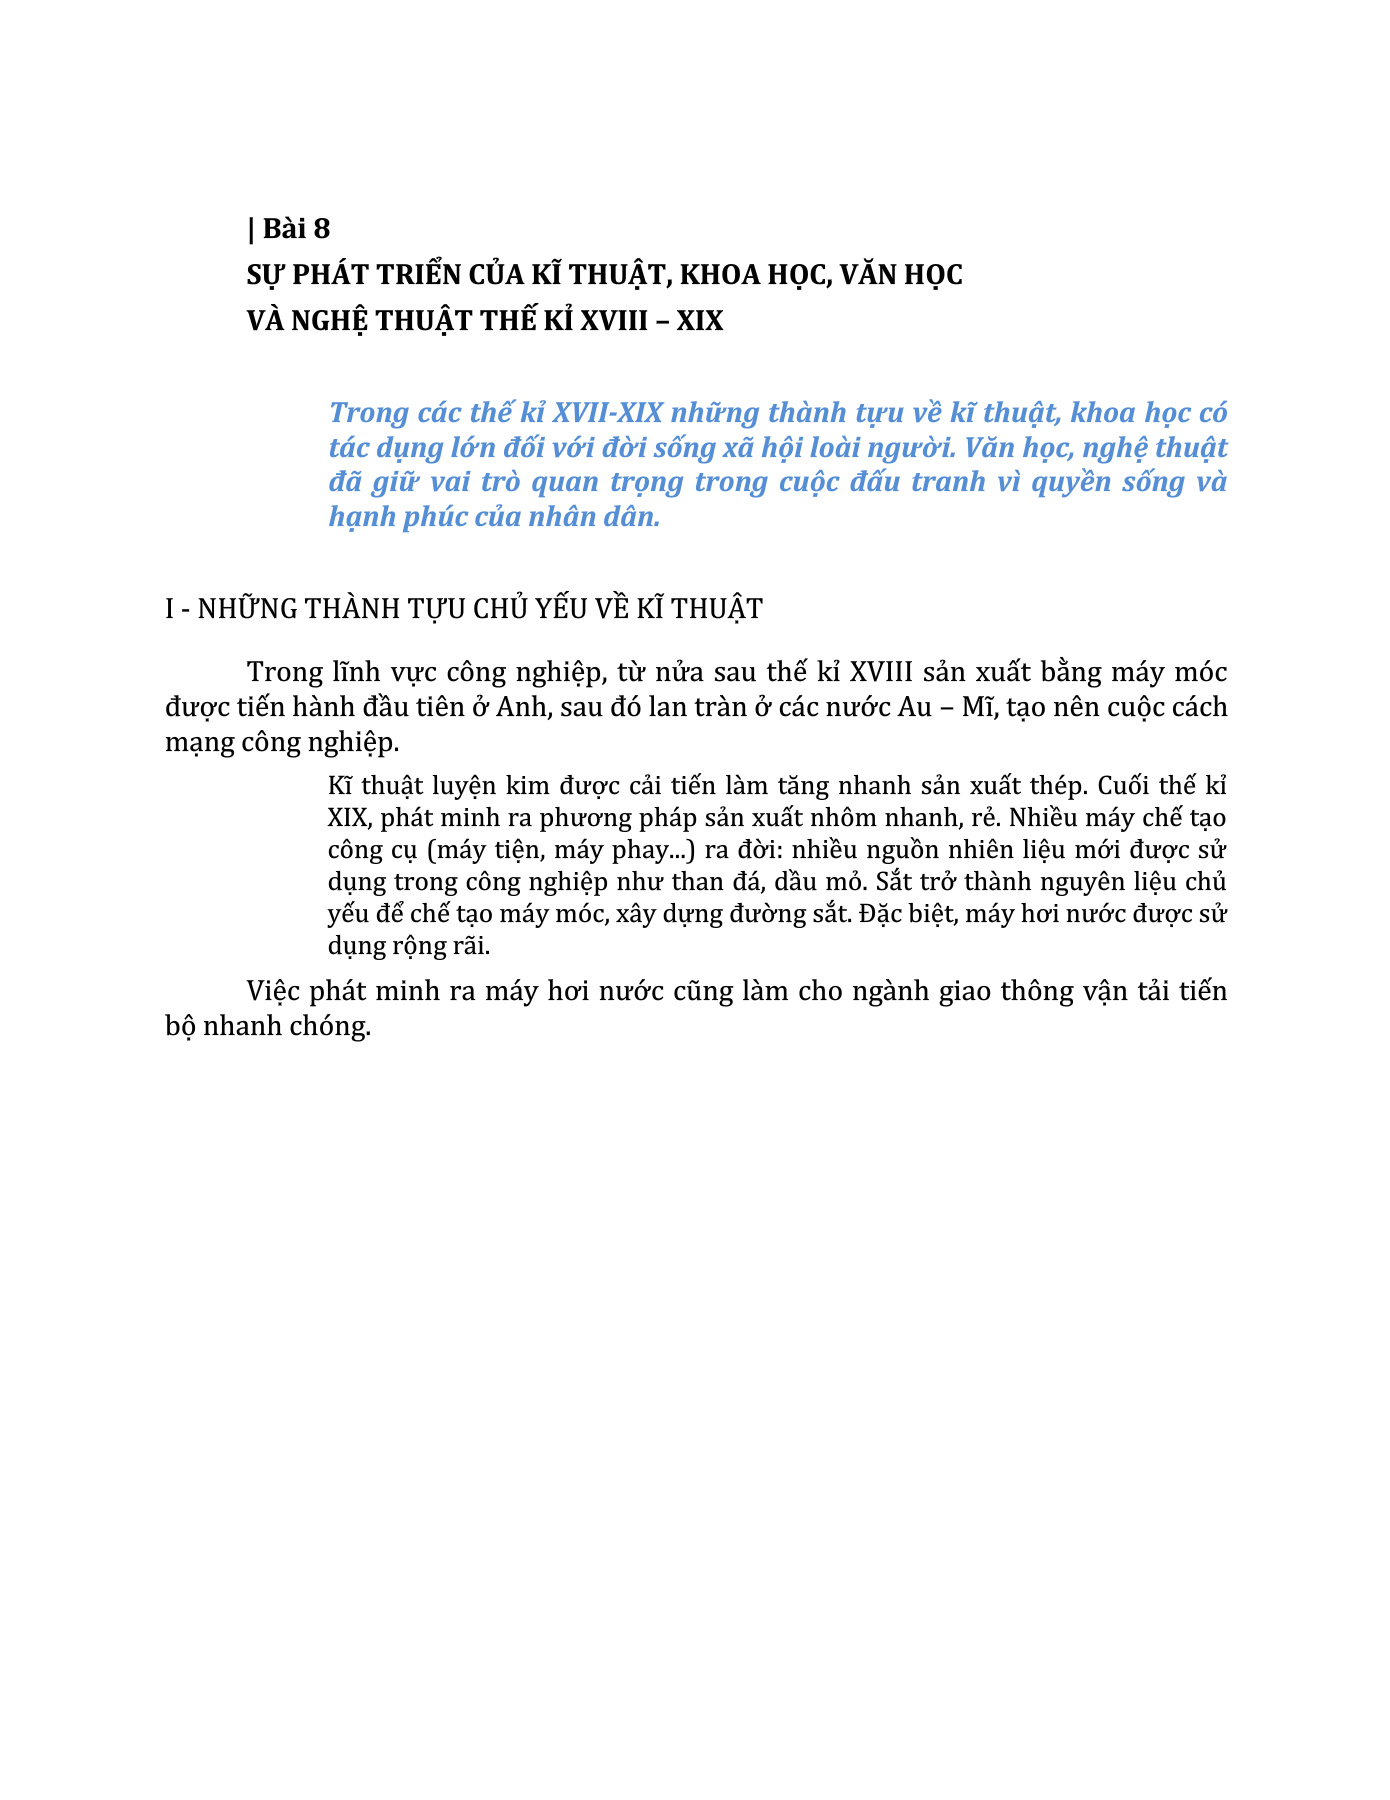 | Bài 8
SỰ PHÁT TRIỂN CỦA KĨ THUẬT, KHOA HỌC, VĂN HỌC
VÀ NGHỆ THUẬT THẾ KỈ XVIII – XIX
Trong các thế kỉ XVII-XIX những thành tựu về kĩ thuật, khoa học có
tác dụng lớn đối với đời sống xã hội loài người. Văn học, nghệ thuật
đã giữ vai trò quan trọng trong cuộc đấu tranh vì quyền sống và
hạnh phúc của nhân dân.
I - NHỮNG THÀNH TỰU CHỦ YẾU VỀ KĨ THUẬT
Trong lĩnh vực công nghiệp, từ nửa sau thế kỉ XVIII sản xuất bằng máy móc
được tiến hành đầu tiên ở Anh, sau đó lan tràn ở các nước Au – Mĩ, tạo nên cuộc cách
mạng công nghiệp.
Kĩ thuật luyện kim được cải tiến làm tăng nhanh sản xuất thép. Cuối thế kỉ
XIX, phát minh ra phương pháp sản xuất nhôm nhanh, rẻ. Nhiều máy chế tạo
công cụ (máy tiện, máy phay...) ra đời: nhiều nguồn nhiên liệu mới được sử
dụng trong công nghiệp như than đá, dầu mỏ. Sắt trở thành nguyên liệu chủ
yếu để chế tạo máy móc, xây dựng đường sắt. Đặc biệt, máy hơi nước được sử
dụng rộng rãi.
Việc phát minh ra máy hơi nước cũng làm cho ngành giao thông vận tải tiến
bộ nhanh chóng.